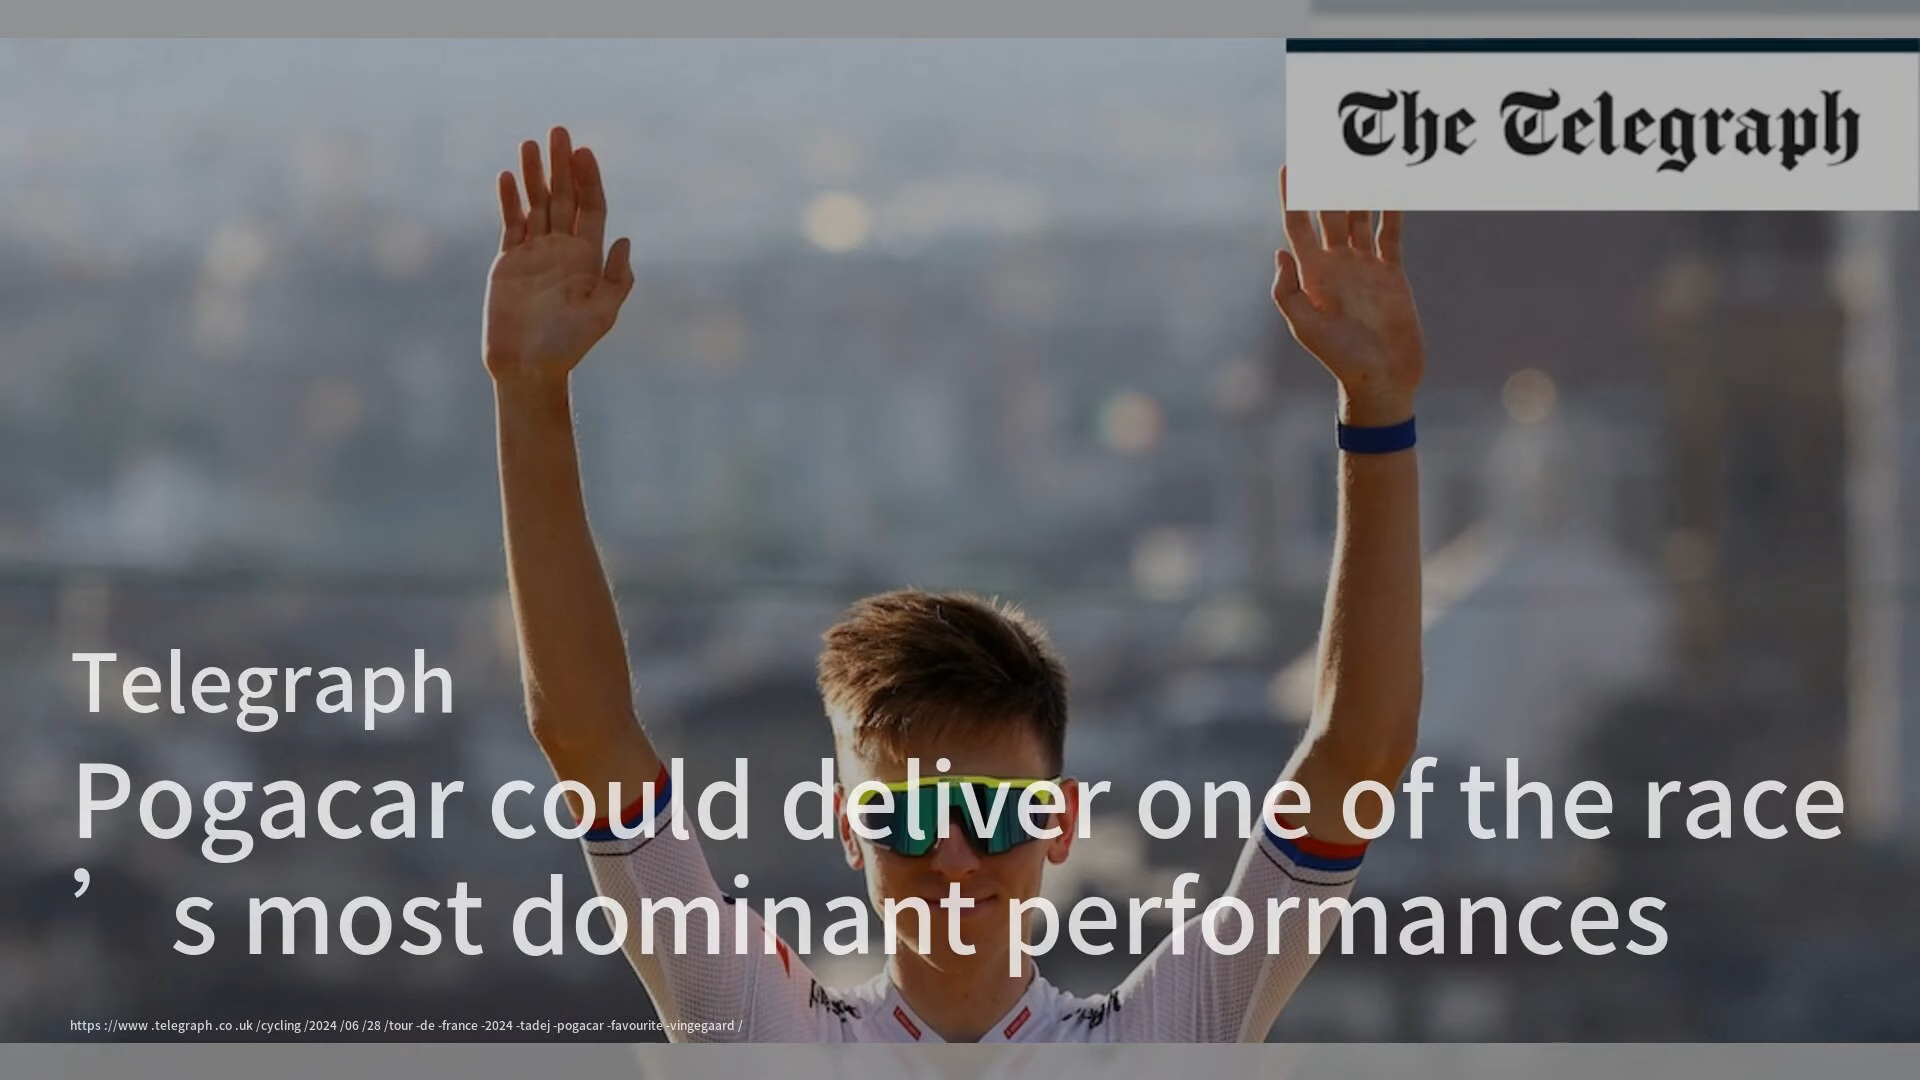 The Telegraph
Telegraph
Pogacar could deliver one of the race
’s most dominant performances
https://www.telegraph.co.uk/cycling/2024/06/28/tour-de-france-2024-tadej-pogacar-favourite-vingegaard/